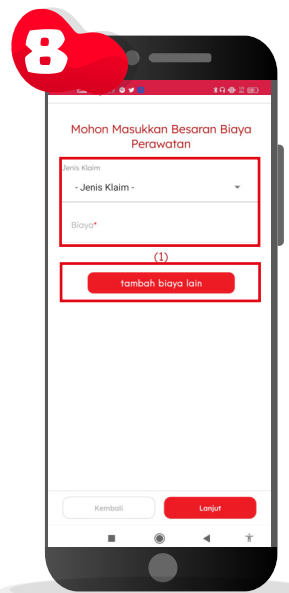 8
Mohon Masukkan Besaran Biaya
Perawatan
Jenis Klaim
- Jenis Klaim -
Biaya*
(1)
tambah biaya lain
Kembali
Lanjut